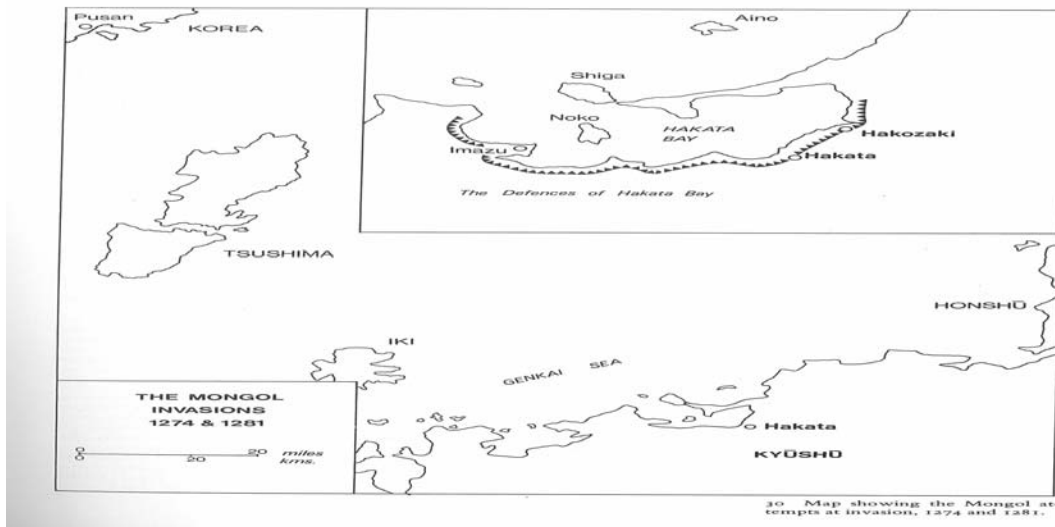 Pusan
KOREA
Aino
Shiga
Noko
HAKATA
BAY
Hakozaki
Imazu
Hakata
The Defences of Hakata Bay
TSUSHIMA
HONSHŪ
IKI
GENKAI SEA
THE MONGOL
INVASIONS
1274 & 1281
0 20 miles
0 20 kms.
Hakata
KYŪSHŪ
30 Map showing the Mongol at
tempts at invasion, 1274 and 1281.